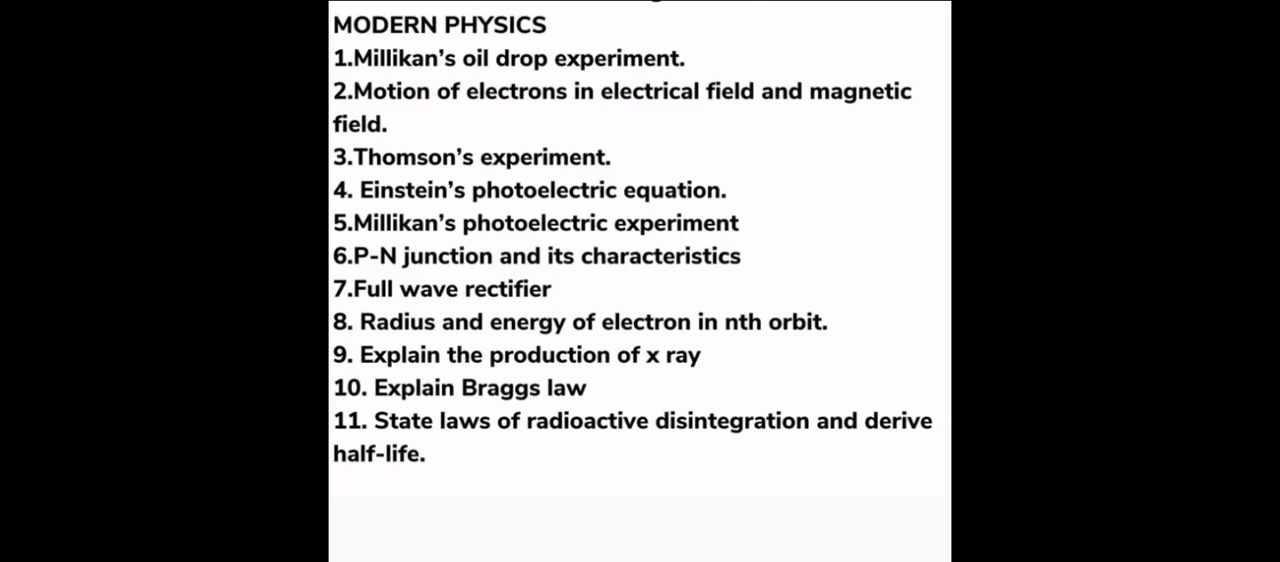 MODERN PHYSICS
1.Millikan’s oil drop experiment.
2.Motion of electrons in electrical field and magnetic
field.
3.Thomson’s experiment.
4. Einstein’s photoelectric equation.
5.Millikan’s photoelectric experiment
6.P-N junction and its characteristics
7.Full wave rectifier
8. Radius and energy of electron in nth orbit.
9. Explain the production of x ray
10. Explain Braggs law
11. State laws of radioactive disintegration and derive
half-life.